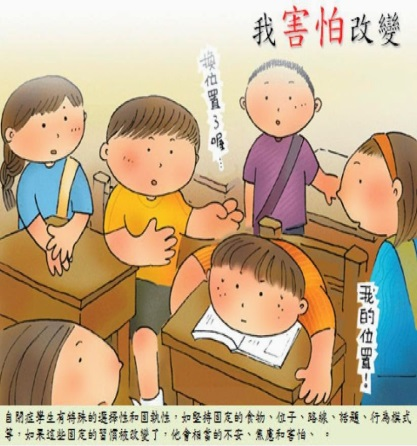 我害怕改變
換位置了喔!
我的位置!
自閉症學生有特殊的選擇性和固執性，如堅持固定的食物、位子、路線、話題、行為模式
等，如果這些固定的習慣被改變了，他會相當的不安、焦慮和害怕、。